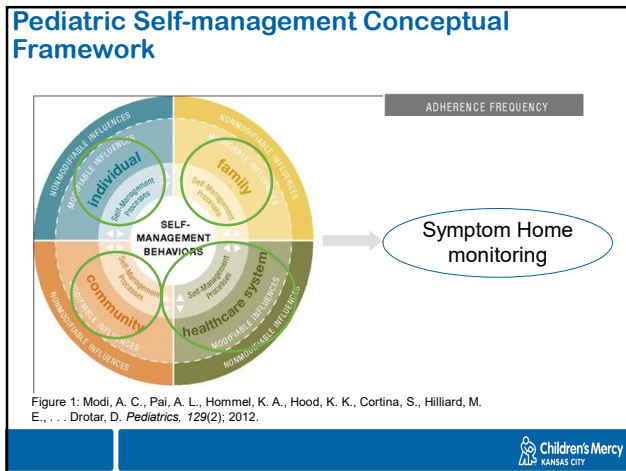 Pediatric Self-management Conceptual
Framework
ADHERENCE FREQUENCY
NONMODIFIABLE INFLUENCES
MODIFIABLE INFLUENCES
individual
Self-Management
Processes
NONMODIFIABLE INFLUENCES
MODIFIABLE INFLUENCES
family
Self-Management
Processes
SELF-
MANAGEMENT
BEHAVIORS
Symptom Home
monitoring
Self-Management
Processes
community
MODIFIABLE INFLUENCES
NONMODIFIABLE INFLUENCES
Self-Management
Processes
healthcare system
MODIFIABLE INFLUENCES
NONMODIFIABLE INFLUENCES
Figure 1: Modi, A. C., Pai, A. L., Hommel, K. A., Hood, K. K., Cortina, S., Hilliard, M.
E., . . . Drotar, D. Pediatrics, 129(2); 2012.
Children's Mercy
KANSAS CITY